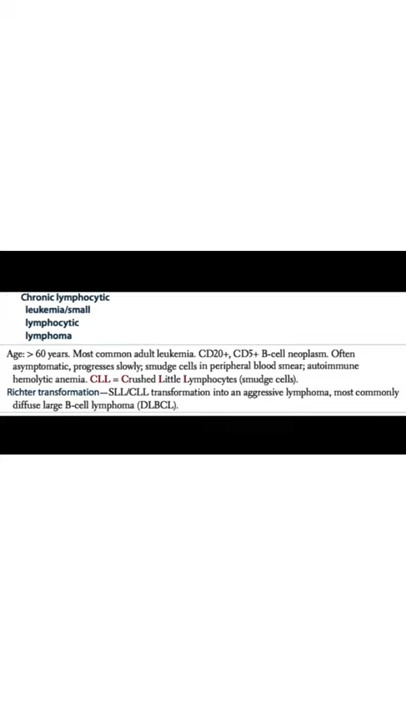 Chronic lymphocytic
leukemia/small
lymphocytic
lymphoma
Age: > 60 years. Most common adult leukemia. CD20+, CD5+ B-cell neoplasm. Often
asymptomatic, progresses slowly; smudge cells in peripheral blood smear; autoimmune
hemolytic anemia. CLL = Crushed Little Lymphocytes (smudge cells).
Richter transformation—SLL/CLL transformation into an aggressive lymphoma, most commonly
diffuse large B-cell lymphoma (DLBCL).